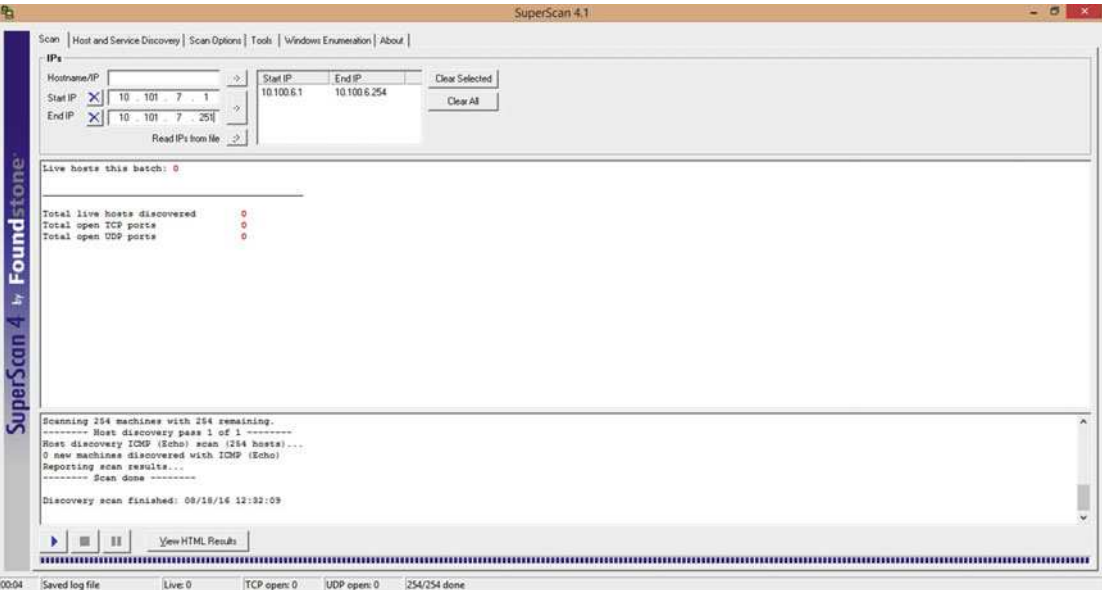 SuperScan 4.1
Scan Host and Service Discovery Scan Options Tools Windows Enumeration About
IPs
Hostname/IP
Start IP 10 . 101 . 7 . 1
End IP 10 . 101 . 7 . 251
Read IPs from file
Start IP End IP
10.100.6.1 10.100.6.254
Clear Selected
Clear All
SuperScan 4 by Foundstone
Live hosts this batch: 0
Total live hosts discovered 0
Total open TCP ports 0
Total open UDP ports 0
Scanning 254 machines with 254 remaining.
-------- Host discovery pass 1 of 1 --------
Host discovery ICMP (Echo) scan (254 hosts)...
0 new machines discovered with ICMP (Echo)
Reporting scan results...
-------- Scan done --------
Discovery scan finished: 08/18/16 12:32:09
View HTML Results
00:04 Saved log file Live: 0 TCP open: 0 UDP open: 0 254/254 done